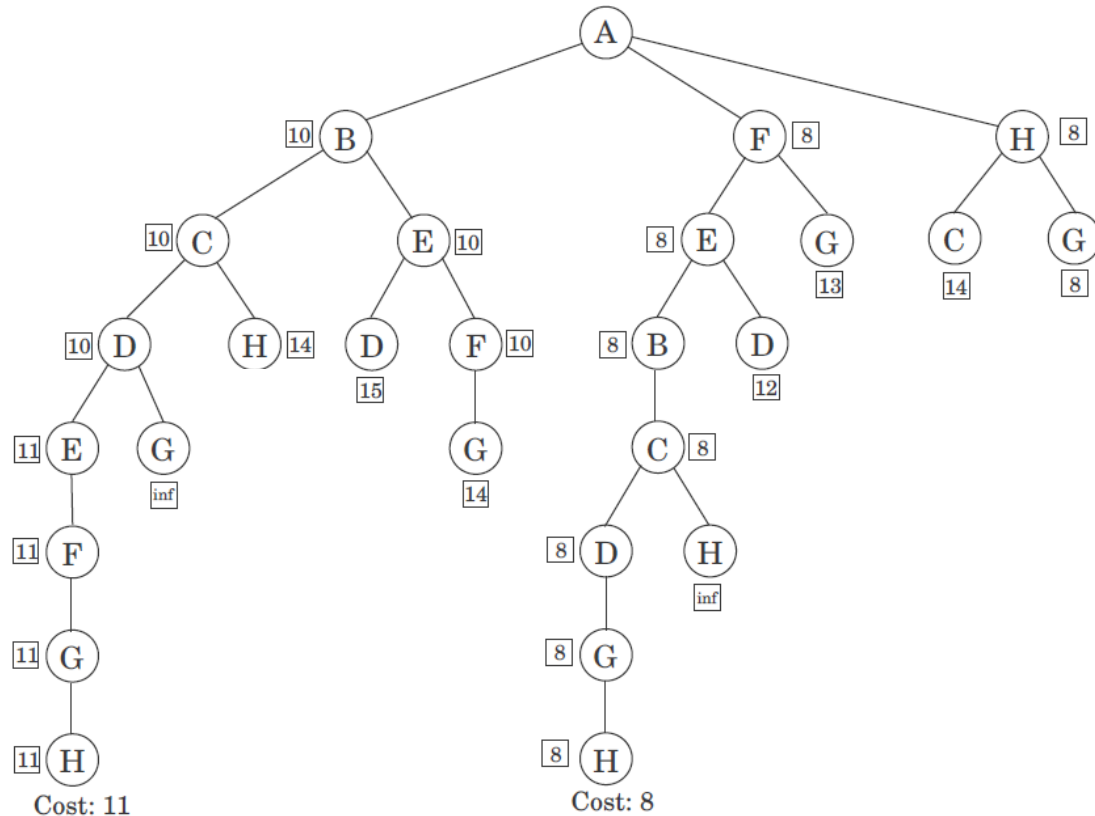 A
10 B F 8 H 8
10 C E 10 8 E G C G
13 14 8
10 D H 14 D F 10 8 B D
15 12
11 E G G C 8
inf 14
11 F 8 D H
inf
11 G 8 G
11 H 8 H
Cost: 11 Cost: 8